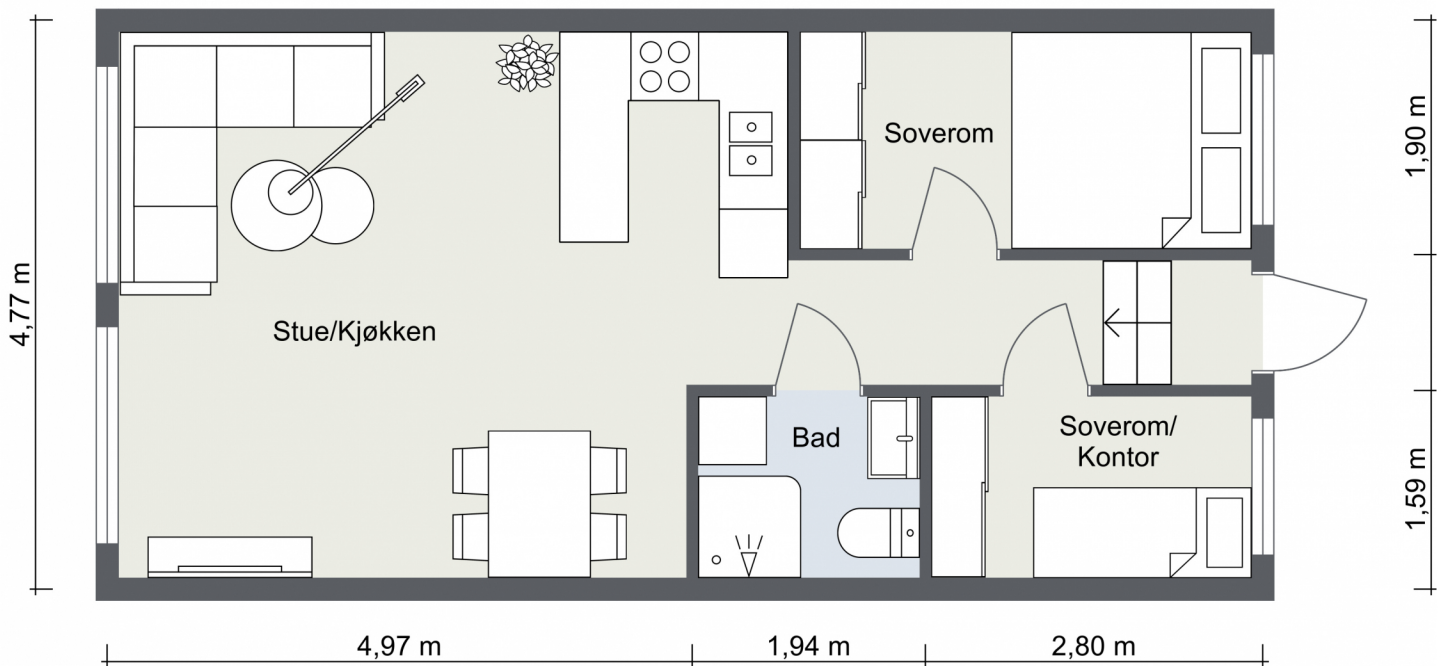 Soverom
1,90 m
4,77 m
Stue/Kjøkken
Bad
Soverom/
Kontor
1,59 m
4,97 m
1,94 m
2,80 m